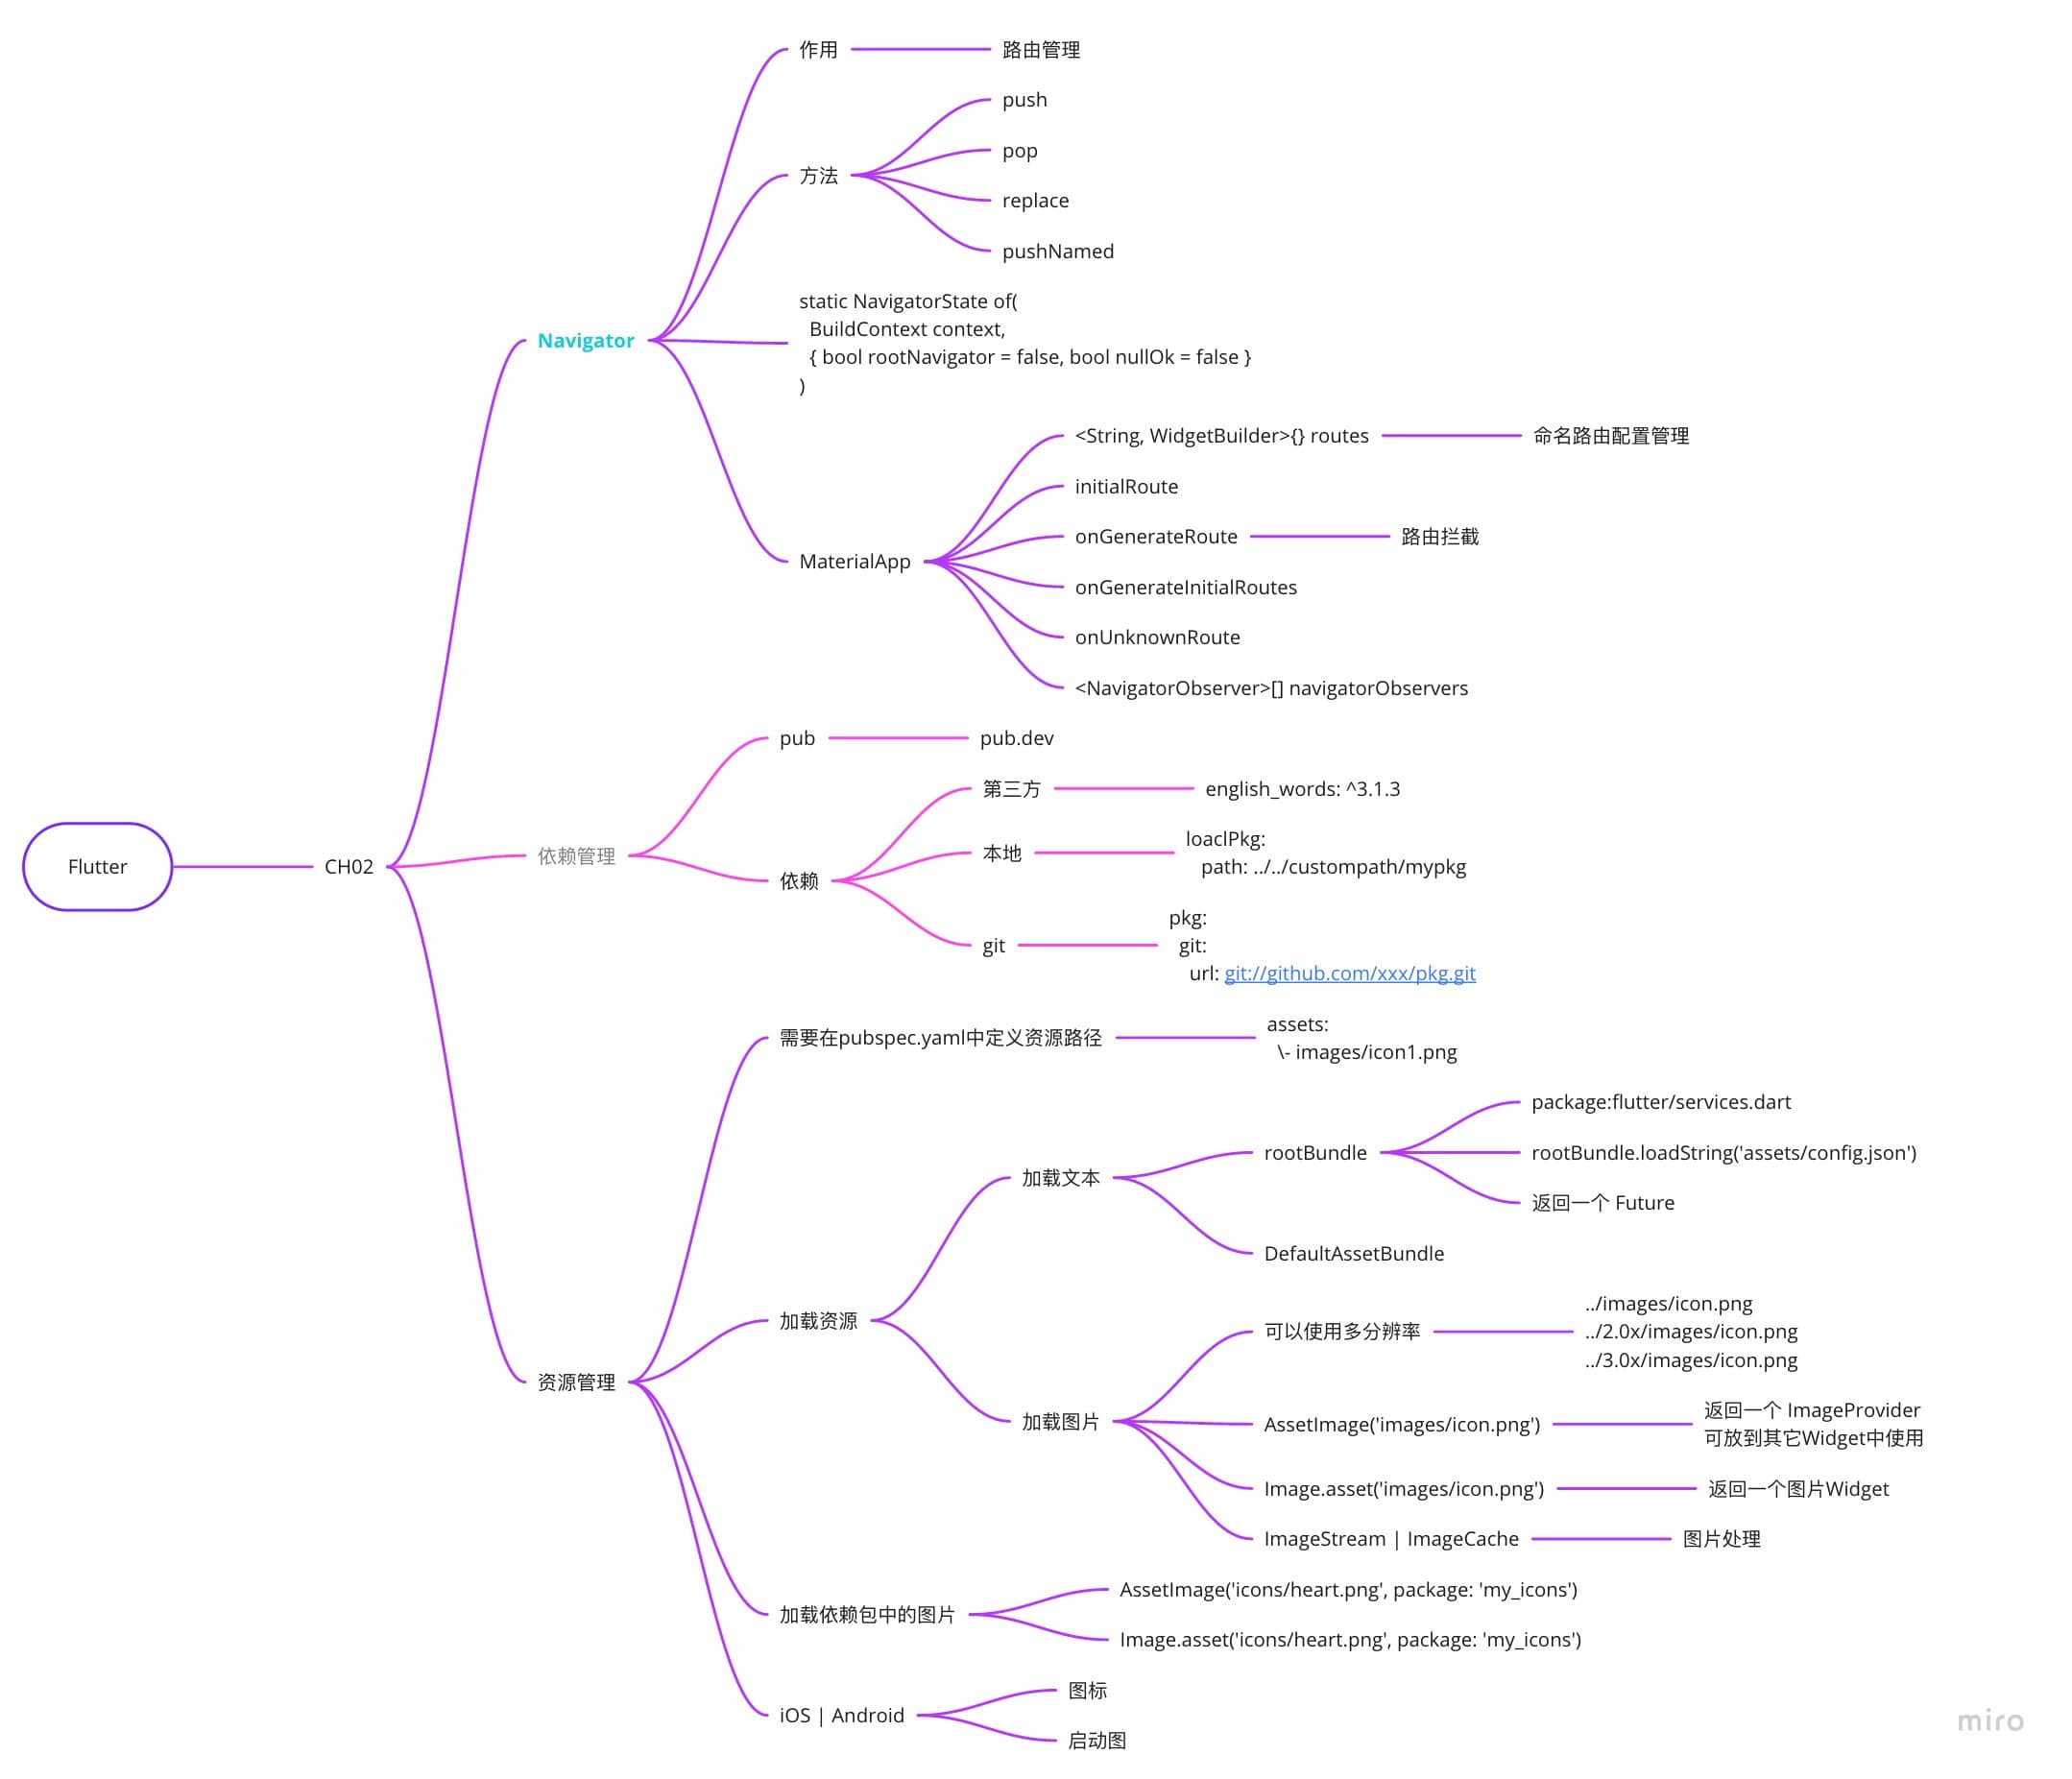 Flutter
CH02
Navigator
作用
路由管理
方法
push
pop
replace
pushNamed
static NavigatorState of(
BuildContext context,
{ bool rootNavigator = false, bool nullOk = false }
)
MaterialApp
<String, WidgetBuilder>{} routes
命名路由配置管理
initialRoute
onGenerateRoute
路由拦截
onGenerateInitialRoutes
onUnknownRoute
<NavigatorObserver>[] navigatorObservers
依赖管理
pub
pub.dev
依赖
第三方
english_words: ^3.1.3
本地
loaclPkg:
path: ../../custompath/mypkg
git
pkg:
git:
url: git://github.com/xxx/pkg.git
资源管理
需要在pubspec.yaml中定义资源路径
assets:
\- images/icon1.png
加载资源
加载文本
rootBundle
package:flutter/services.dart
rootBundle.loadString('assets/config.json')
返回一个 Future
DefaultAssetBundle
加载图片
可以使用多分辨率
../images/icon.png
../2.0x/images/icon.png
../3.0x/images/icon.png
AssetImage('images/icon.png')
返回一个 ImageProvider
可放到其它Widget中使用
Image.asset('images/icon.png')
返回一个图片Widget
ImageStream | ImageCache
图片处理
加载依赖包中的图片
AssetImage('icons/heart.png', package: 'my_icons')
Image.asset('icons/heart.png', package: 'my_icons')
iOS | Android
图标
启动图
miro